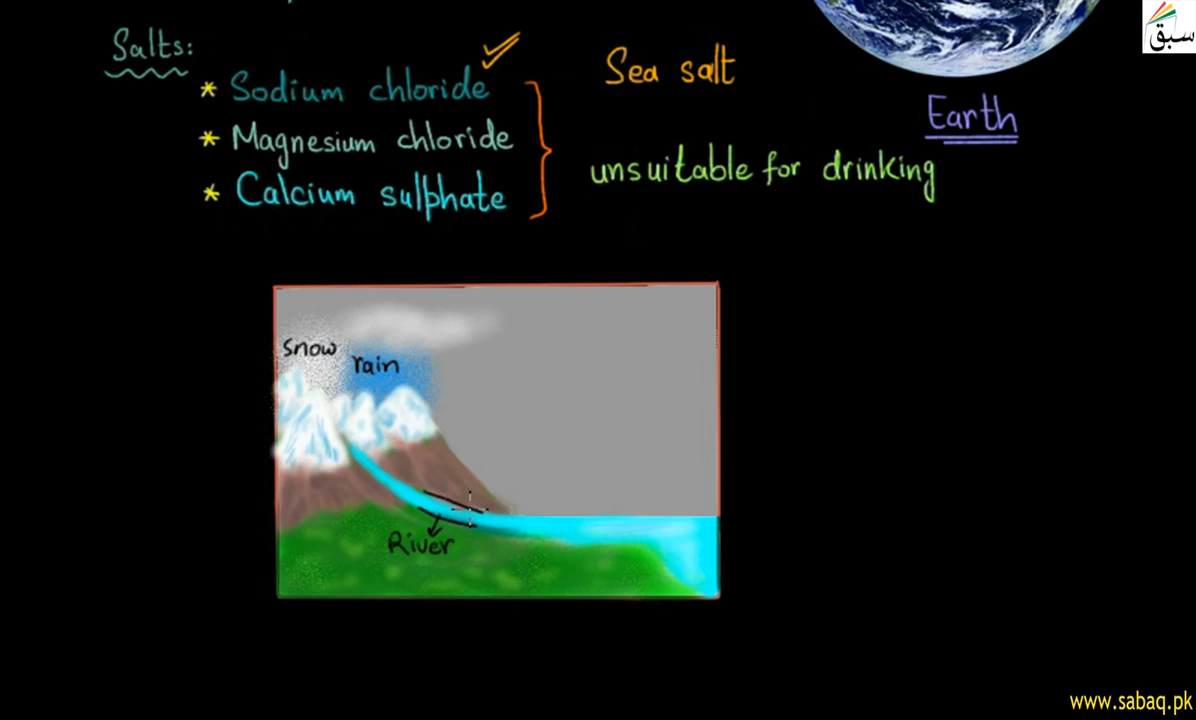 Salts:
* Sodium chloride
* Magnesium chloride
* Calcium sulphate
Sea salt
unsuitable for drinking
Earth
سبق
snow
rain
River
www.sabaq.pk